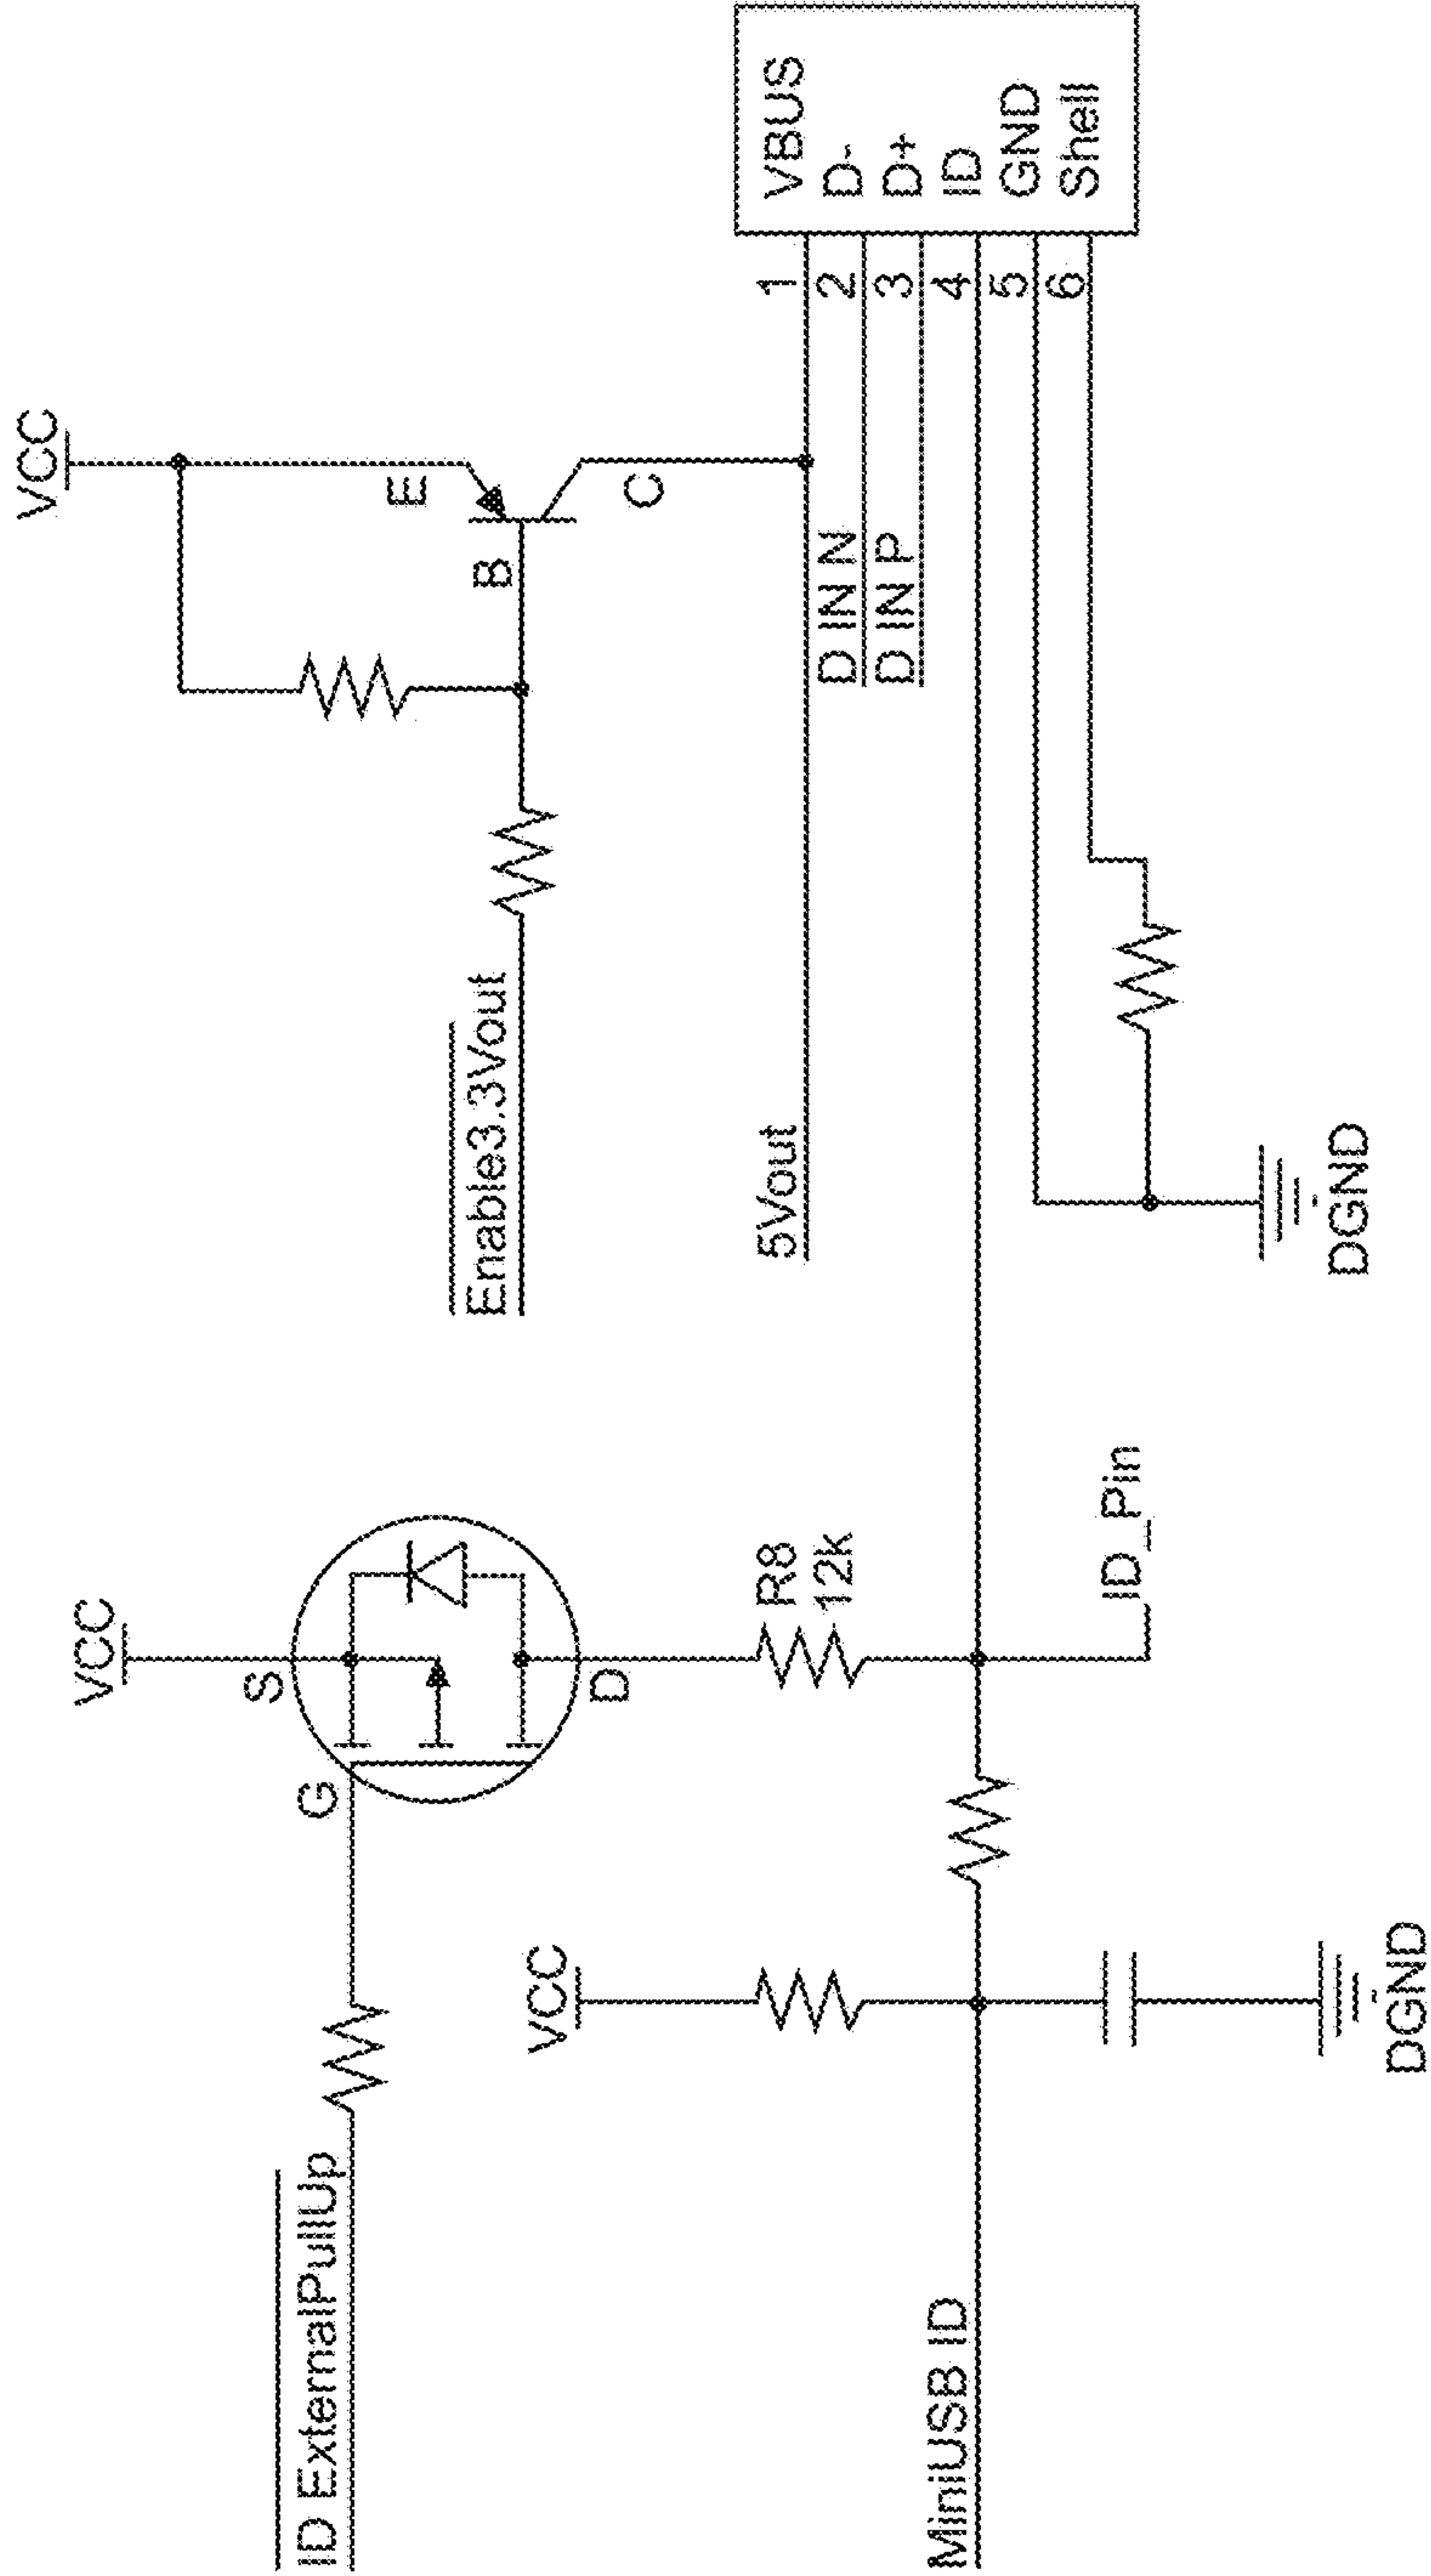 VCC
E
B
C
Enable3.3Vout
5Vout
D IN N
D IN P
1
2
3
4
5
6
VBUS
D-
D+
ID
GND
Shell
DGND
VCC
S
G
D
ID ExternalPullUp
R8
12k
VCC
MiniUSB ID
ID_Pin
DGND